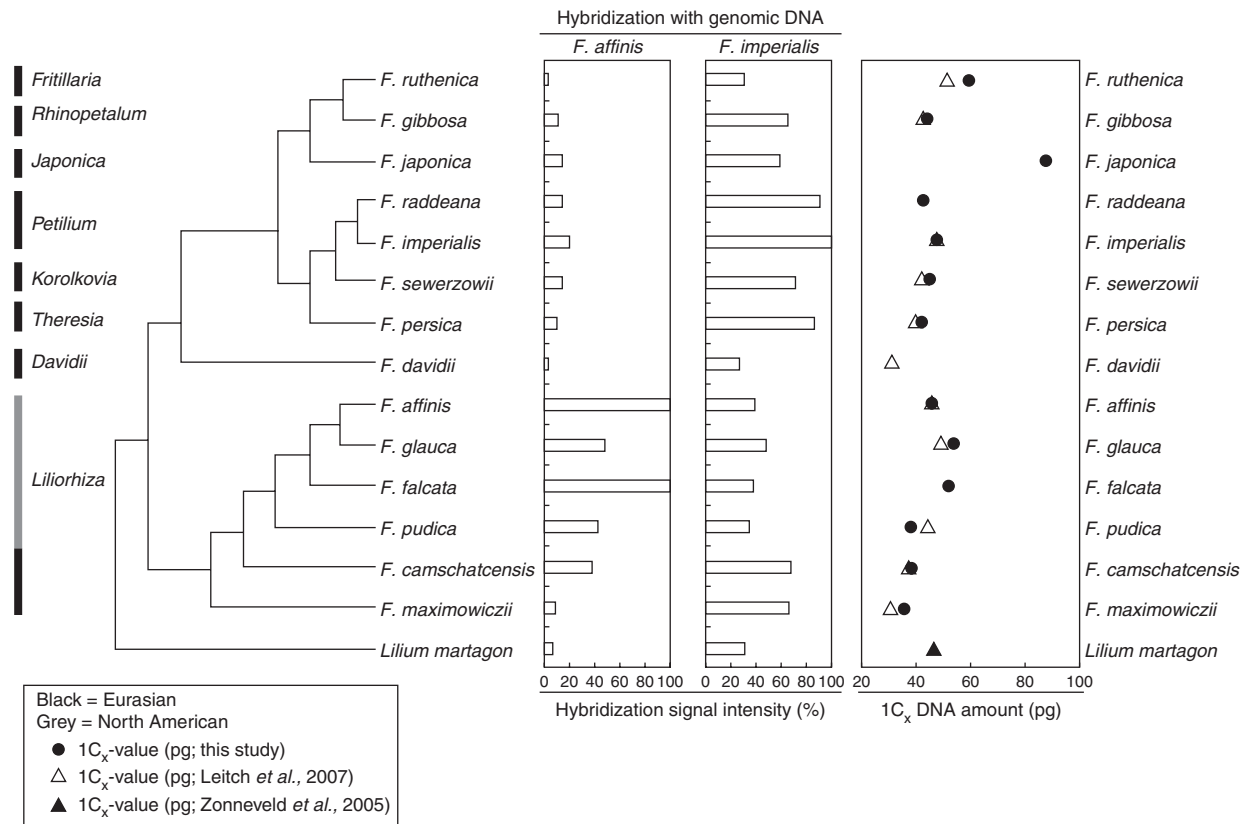 Hybridization with genomic DNA
F. affinis
F. imperialis
Fritillaria
Rhinopetalum
Japonica
Petilium
Korolkovia
Theresia
Davidii
Liliorhiza
F. ruthenica
F. gibbosa
F. japonica
F. raddeana
F. imperialis
F. sewerzowii
F. persica
F. davidii
F. affinis
F. glauca
F. falcata
F. pudica
F. camschatcensis
F. maximowiczii
Lilium martagon
F. ruthenica
F. gibbosa
F. japonica
F. raddeana
F. imperialis
F. sewerzowii
F. persica
F. davidii
F. affinis
F. glauca
F. falcata
F. pudica
F. camschatcensis
F. maximowiczii
Lilium martagon
0 20 40 60 80 100
0 20 40 60 80 100
20 40 60 80 100
Hybridization signal intensity (%)
1Cx DNA amount (pg)
Black = Eurasian
Grey = North American
1Cx-value (pg; this study)
1Cx-value (pg; Leitch et al., 2007)
1Cx-value (pg; Zonneveld et al., 2005)